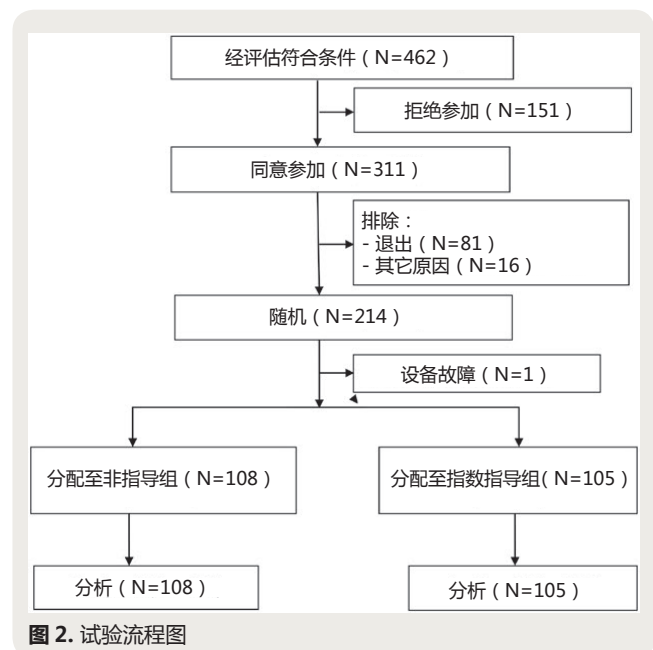 经评估符合条件（N=462）
拒绝参加（N=151）
同意参加（N=311）
排除：
- 退出（N=81）
- 其它原因（N=16）
随机（N=214）
设备故障（N=1）
分配至非指导组（N=108）
分配至指数指导组（N=105）
分析（N=108）
分析（N=105）
图 2. 试验流程图